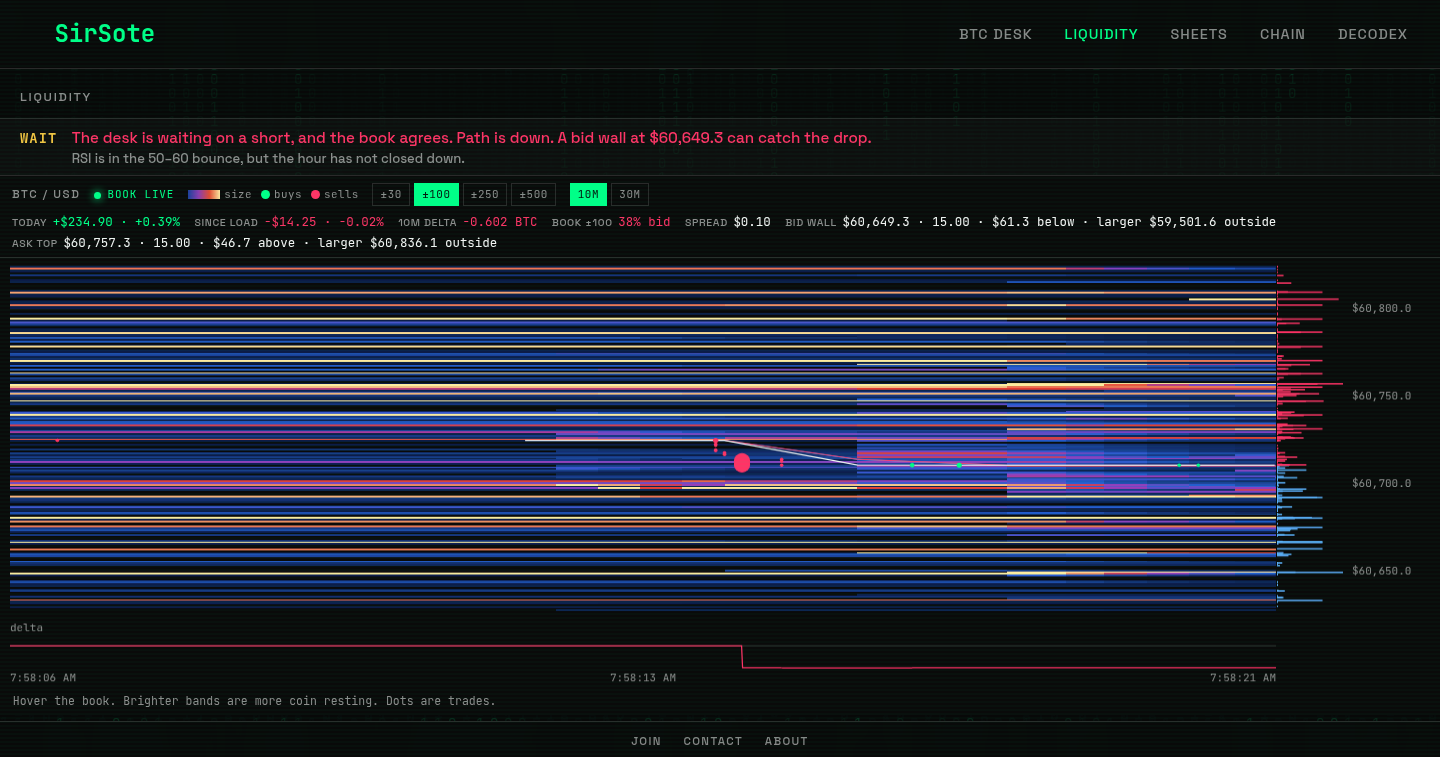 SirSote
BTC DESK LIQUIDITY SHEETS CHAIN DECODEX
LIQUIDITY
WAIT The desk is waiting on a short, and the book agrees. Path is down. A bid wall at $60,649.3 can catch the drop.
RSI is in the 50–60 bounce, but the hour has not closed down.
BTC / USD BOOK LIVE size buys sells ±30 ±100 ±250 ±500 10M 30M
TODAY +$234.90 · +0.39% SINCE LOAD -$14.25 · -0.02% 10M DELTA -0.602 BTC BOOK ±100 38% bid SPREAD $0.10 BID WALL $60,649.3 · 15.00 · $61.3 below · larger $59,501.6 outside
ASK TOP $60,757.3 · 15.00 · $46.7 above · larger $60,836.1 outside
$60,800.0
$60,750.0
$60,700.0
$60,650.0
delta
7:58:06 AM 7:58:13 AM 7:58:21 AM
Hover the book. Brighter bands are more coin resting. Dots are trades.
JOIN CONTACT ABOUT